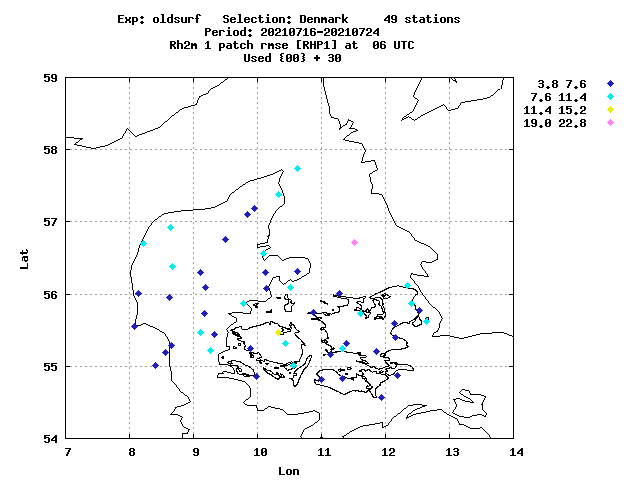 Exp: oldsurf   Selection: Denmark     49 stations
Period: 20210716-20210724
Rh2m 1 patch rmse [RHP1] at  06 UTC
Used {00} + 30
3.8 7.6
7.6 11.4
11.4 15.2
19.0 22.8
59
58
57
56
55
54
Lat
7 8 9 10 11 12 13 14
Lon